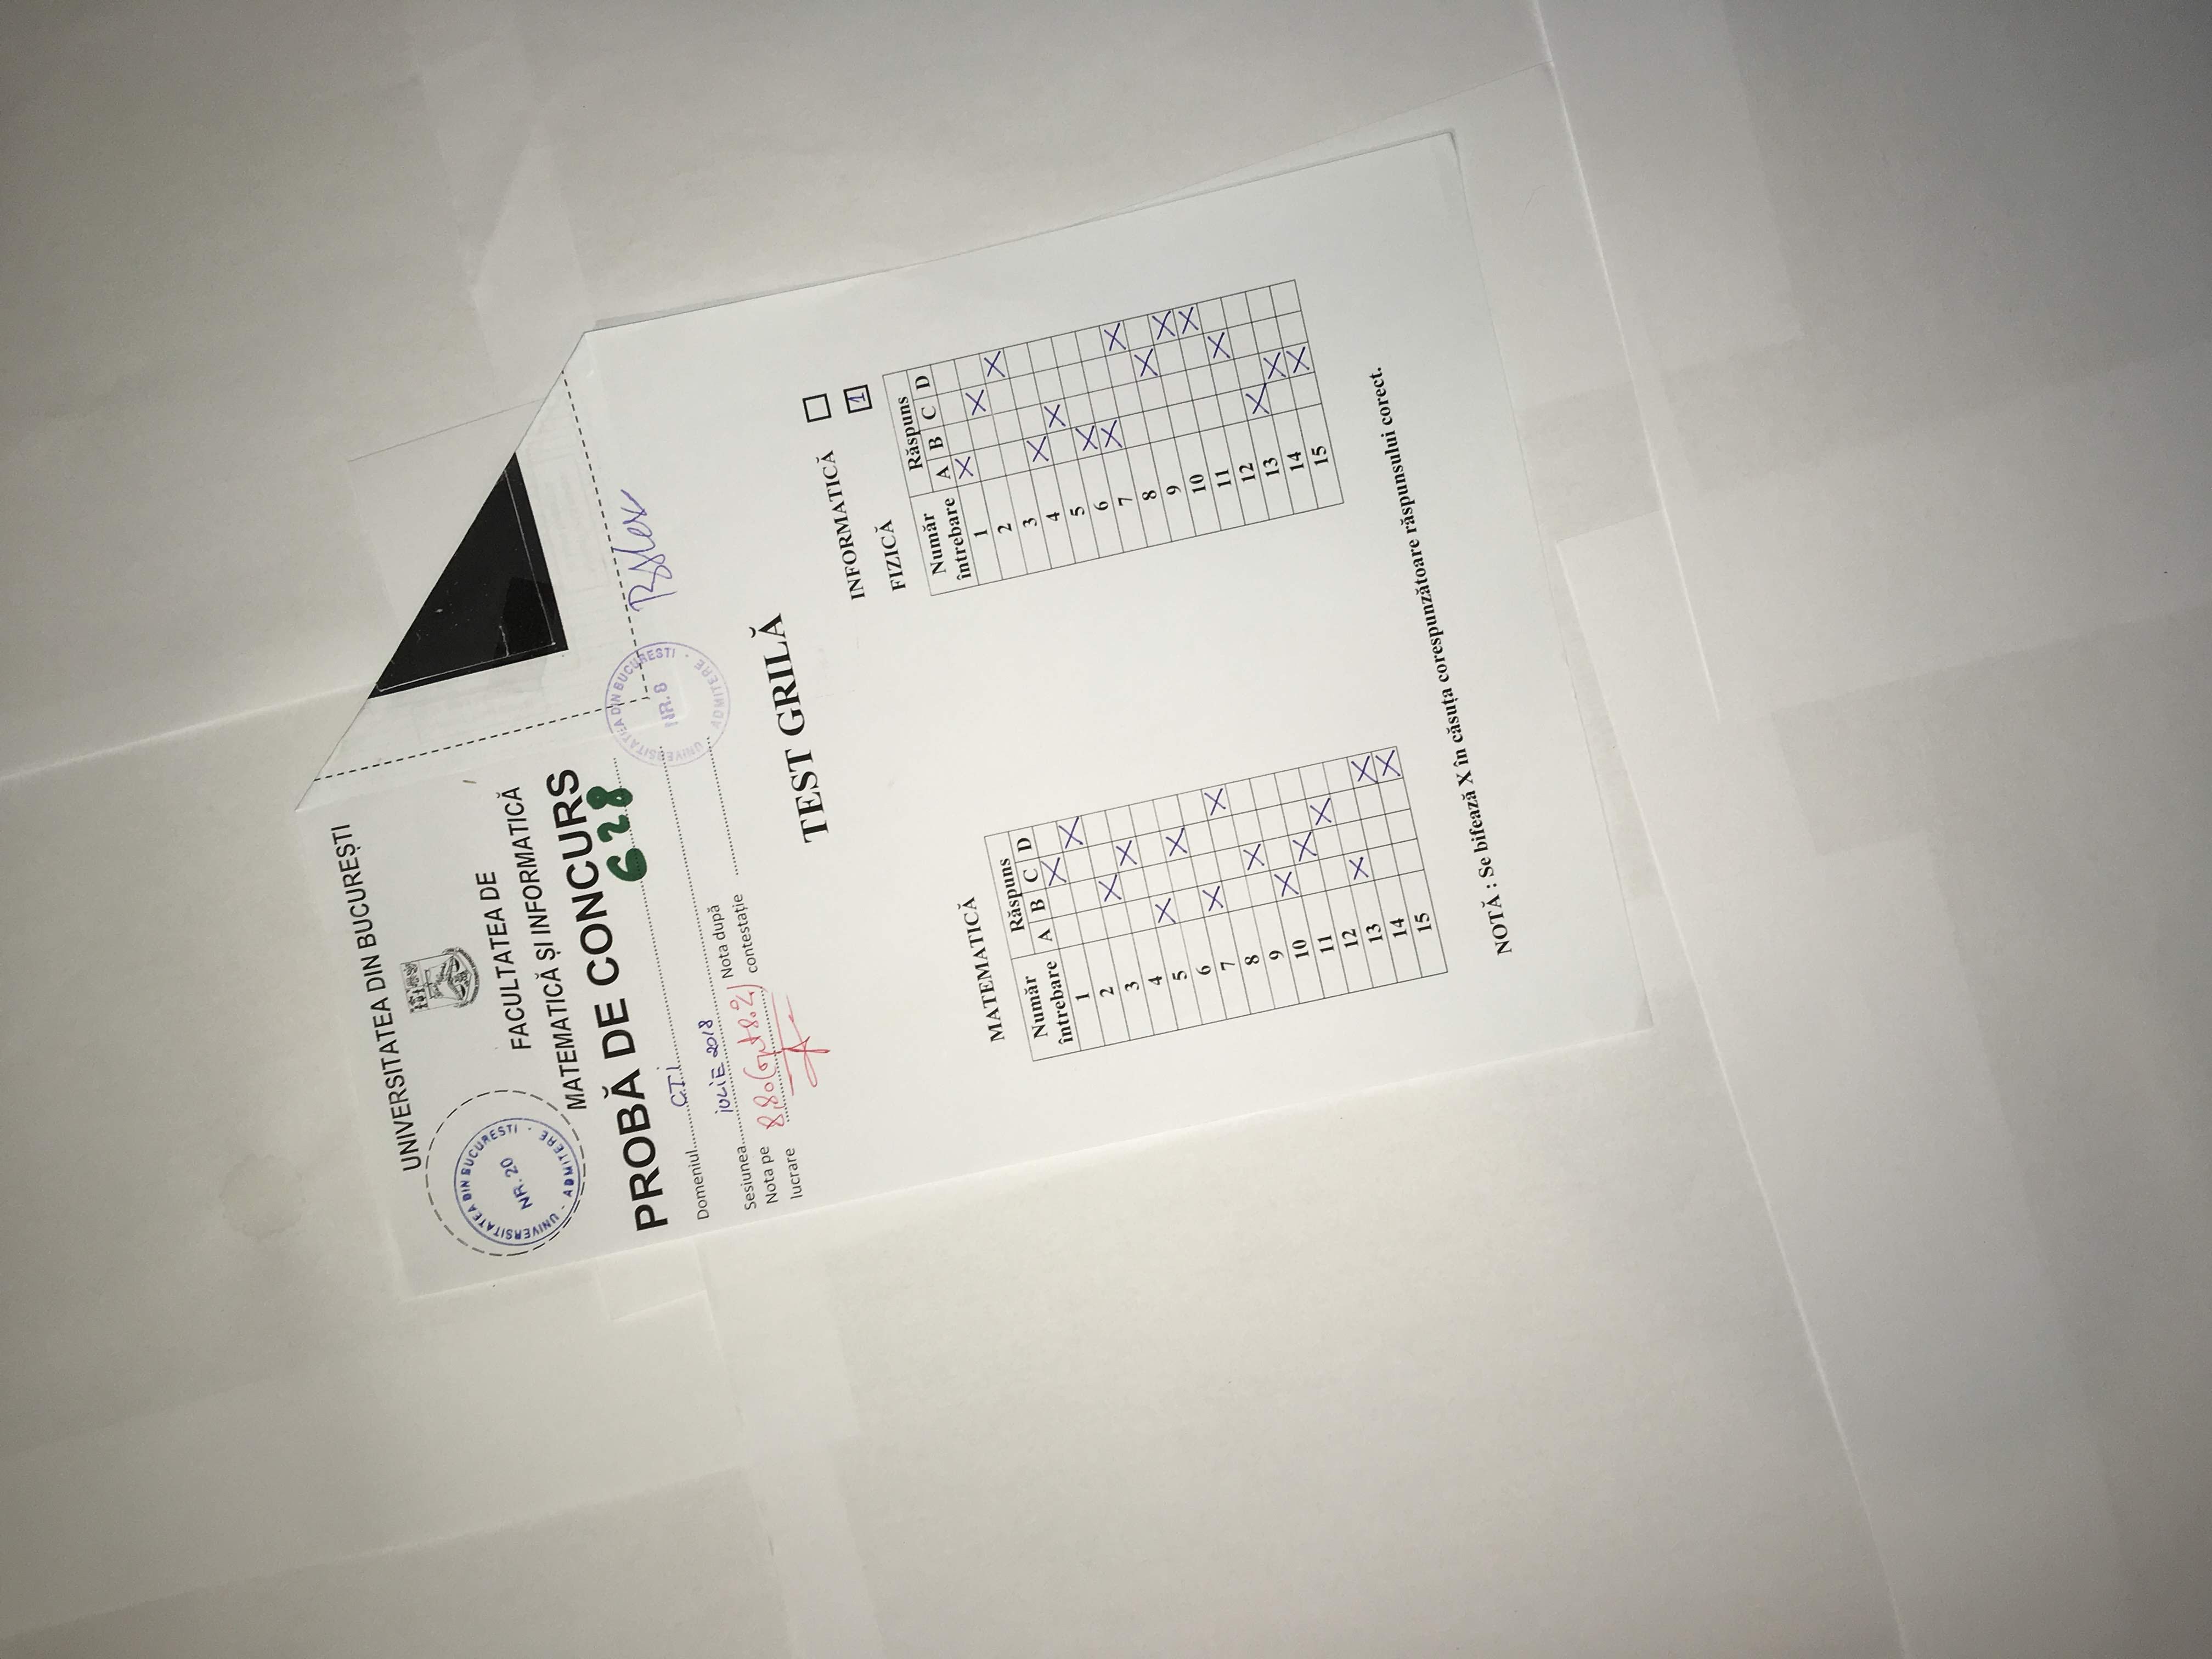 UNIVERSITATEA DIN BUCUREȘTI
UNIVERSITATEA DIN BUCUREȘTI · ADMITERE ·
NR. 20
FACULTATEA DE
MATEMATICĂ ȘI INFORMATICĂ
PROBĂ DE CONCURS
628
Domeniul CTI
Sesiunea IULIE 2018
Nota pe lucrare 8,80
Nota după contestație
UNIVERSITATEA DIN BUCUREȘTI · ADMITERE ·
NR. 8
TEST GRILĂ
INFORMATICĂ
FIZICĂ 1
MATEMATICĂ
Număr întrebare Răspuns
A B C D
1 X
2 X
3 X
4 X
5 X
6 X
7 X
8 X
9 X
10 X
11 X
12 X
13 X
14 X
15 X
Număr întrebare Răspuns
A B C D
1 X
2 X
3 X
4 X
5 X
6 X
7 X
8 X
9 X
10 X
11 X
12 X
13 X
14 X
15 X
NOTĂ : Se bifează X în căsuța corespunzătoare răspunsului corect.